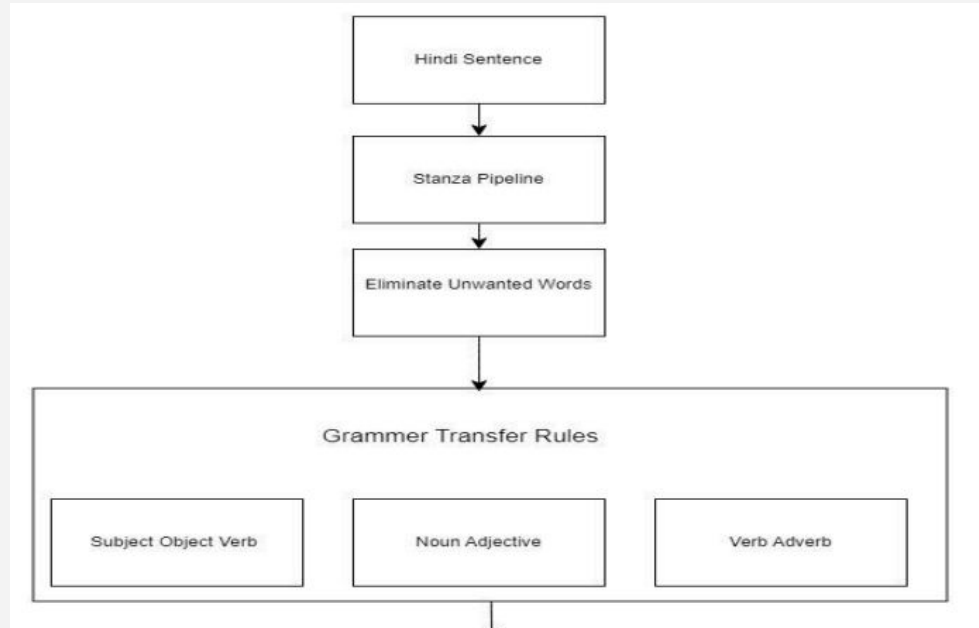 Hindi Sentence
Stanza Pipeline
Eliminate Unwanted Words
Grammer Transfer Rules
Subject Object Verb
Noun Adjective
Verb Adverb